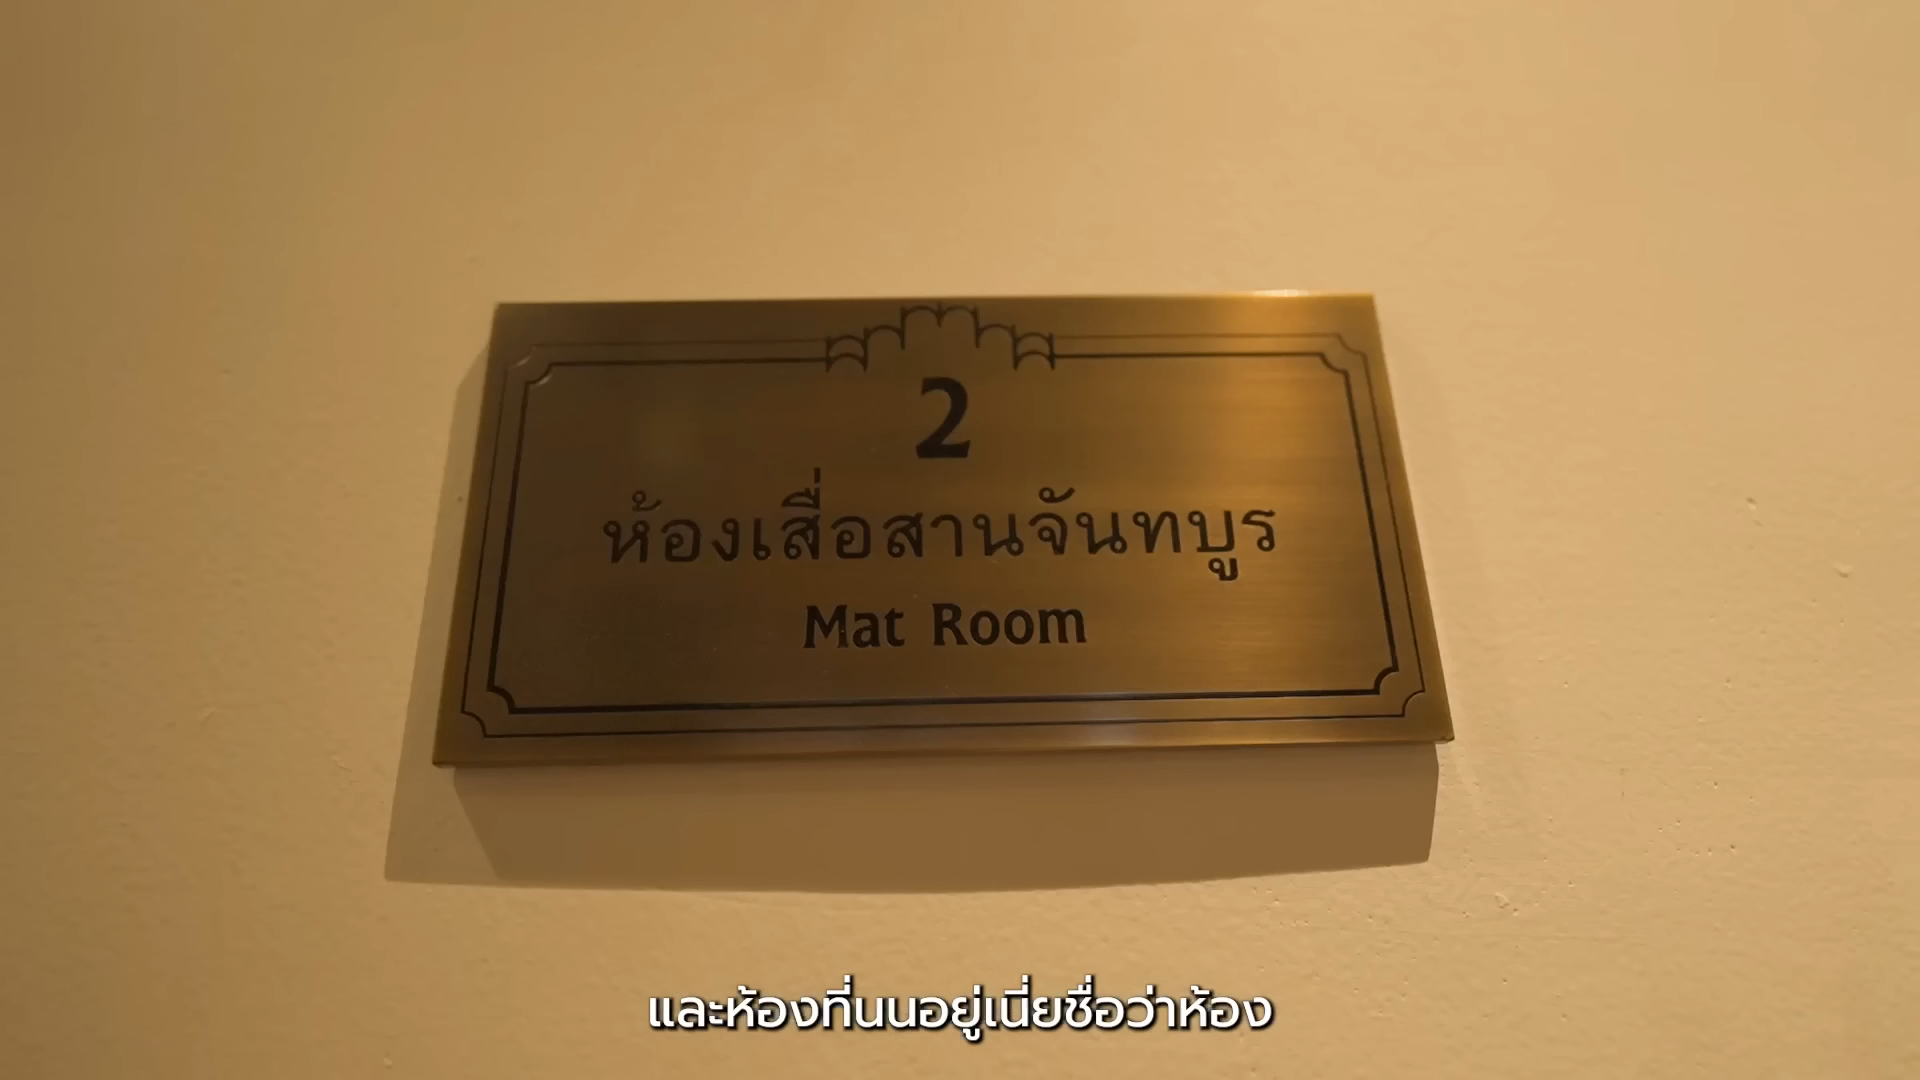 2
ห้องเสื่อสานจันทบูร
Mat Room
และห้องที่นนอยู่เนี่ยชื่อว่าห้อง